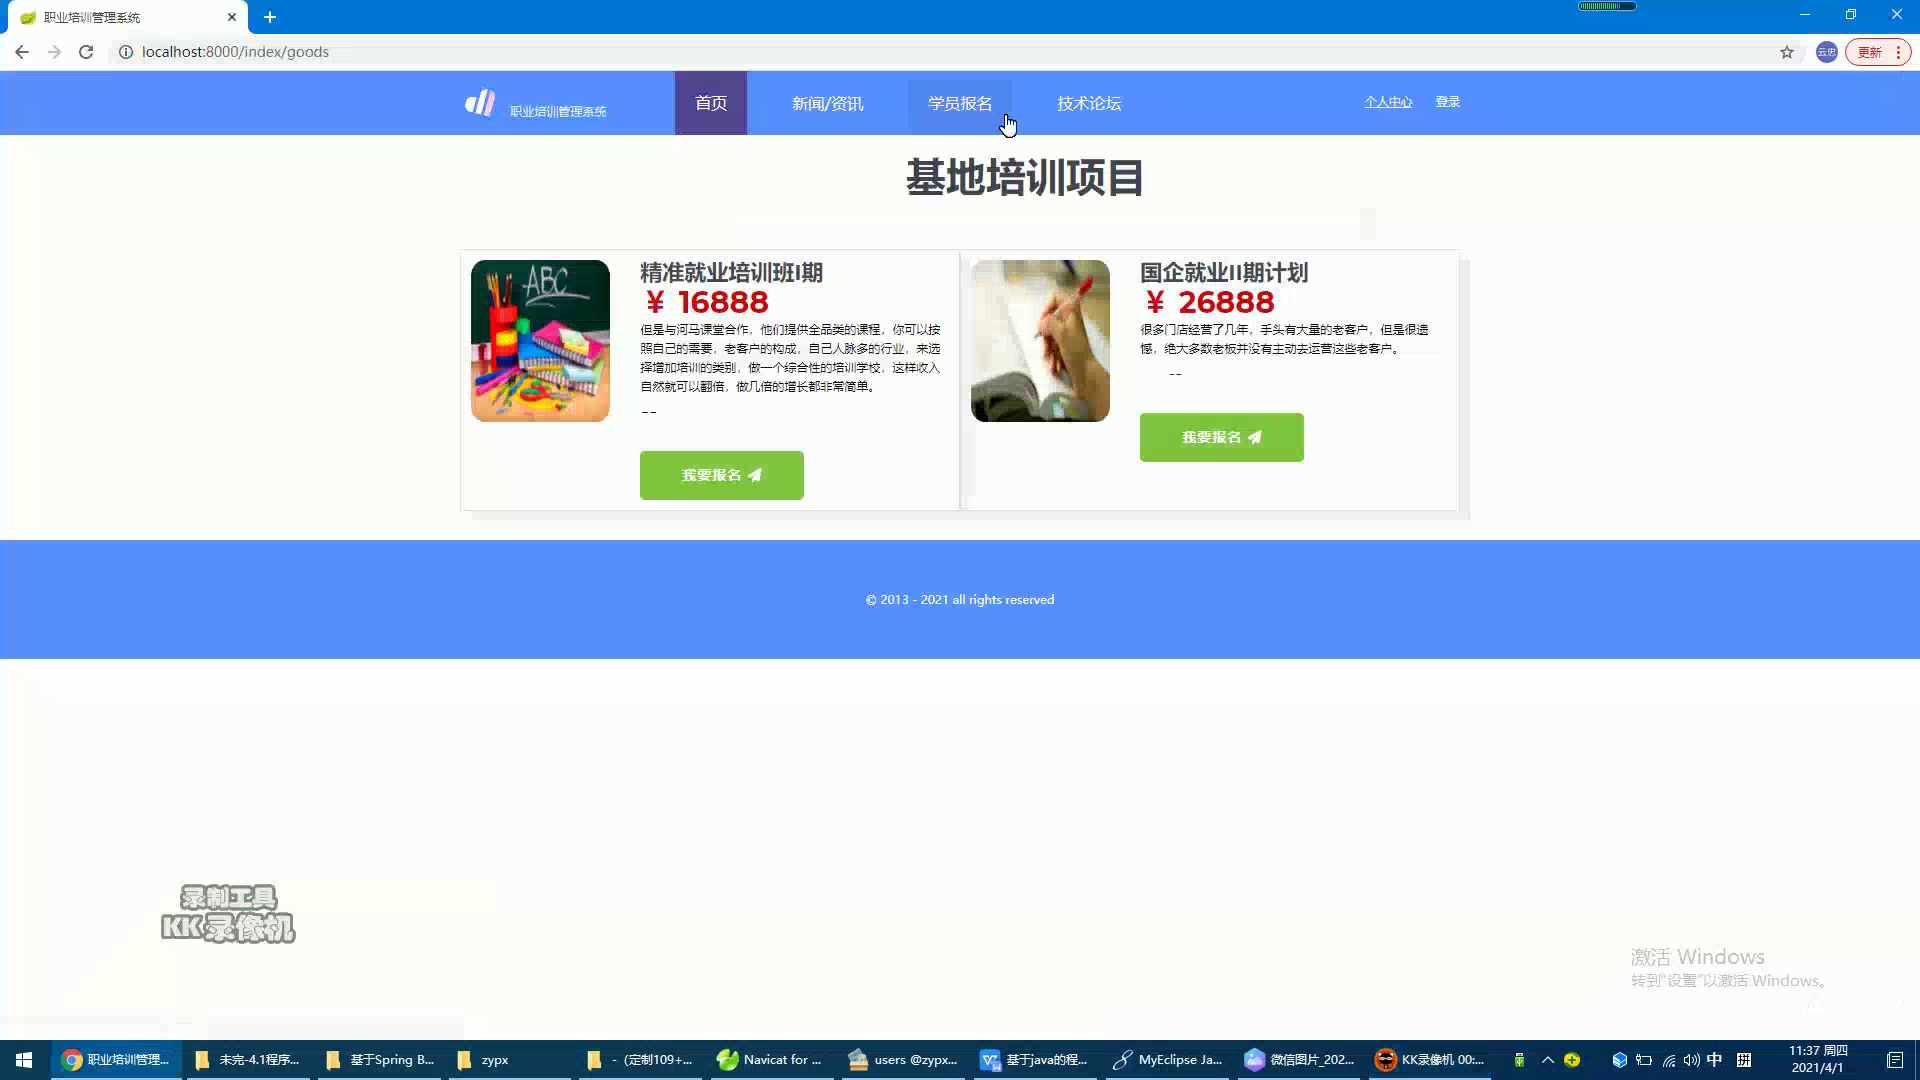 职业培训管理系统
localhost:8000/index/goods
云忠
更新
职业培训管理系统
首页
新闻/资讯
学员报名
技术论坛
个人中心
登录
基地培训项目
ABC
精准就业培训班I期
¥ 16888
但是与河马课堂合作，他们提供全品类的课程，你可以按
照自己的需要，老客户的构成，自己人脉多的行业，来选
择增加培训的类别，做一个综合性的培训学校，这样收入
自然就可以翻倍，做几倍的增长都非常简单。
--
我要报名
国企就业II期计划
¥ 26888
很多门店经营了几年，手头有大量的老客户，但是很遗
憾，绝大多数老板并没有主动去运营这些老客户。
--
我要报名
© 2013 - 2021 all rights reserved
录制工具
KK录像机
激活 Windows
转到"设置"以激活 Windows。
职业培训管理...
未完-4.1程序...
基于Spring B...
zypx
-（定制109+...
Navicat for ...
users @zypx...
基于java的程...
MyEclipse Ja...
微信图片_202...
KK录像机 00:...
中
拼
11:37 周四
2021/4/1